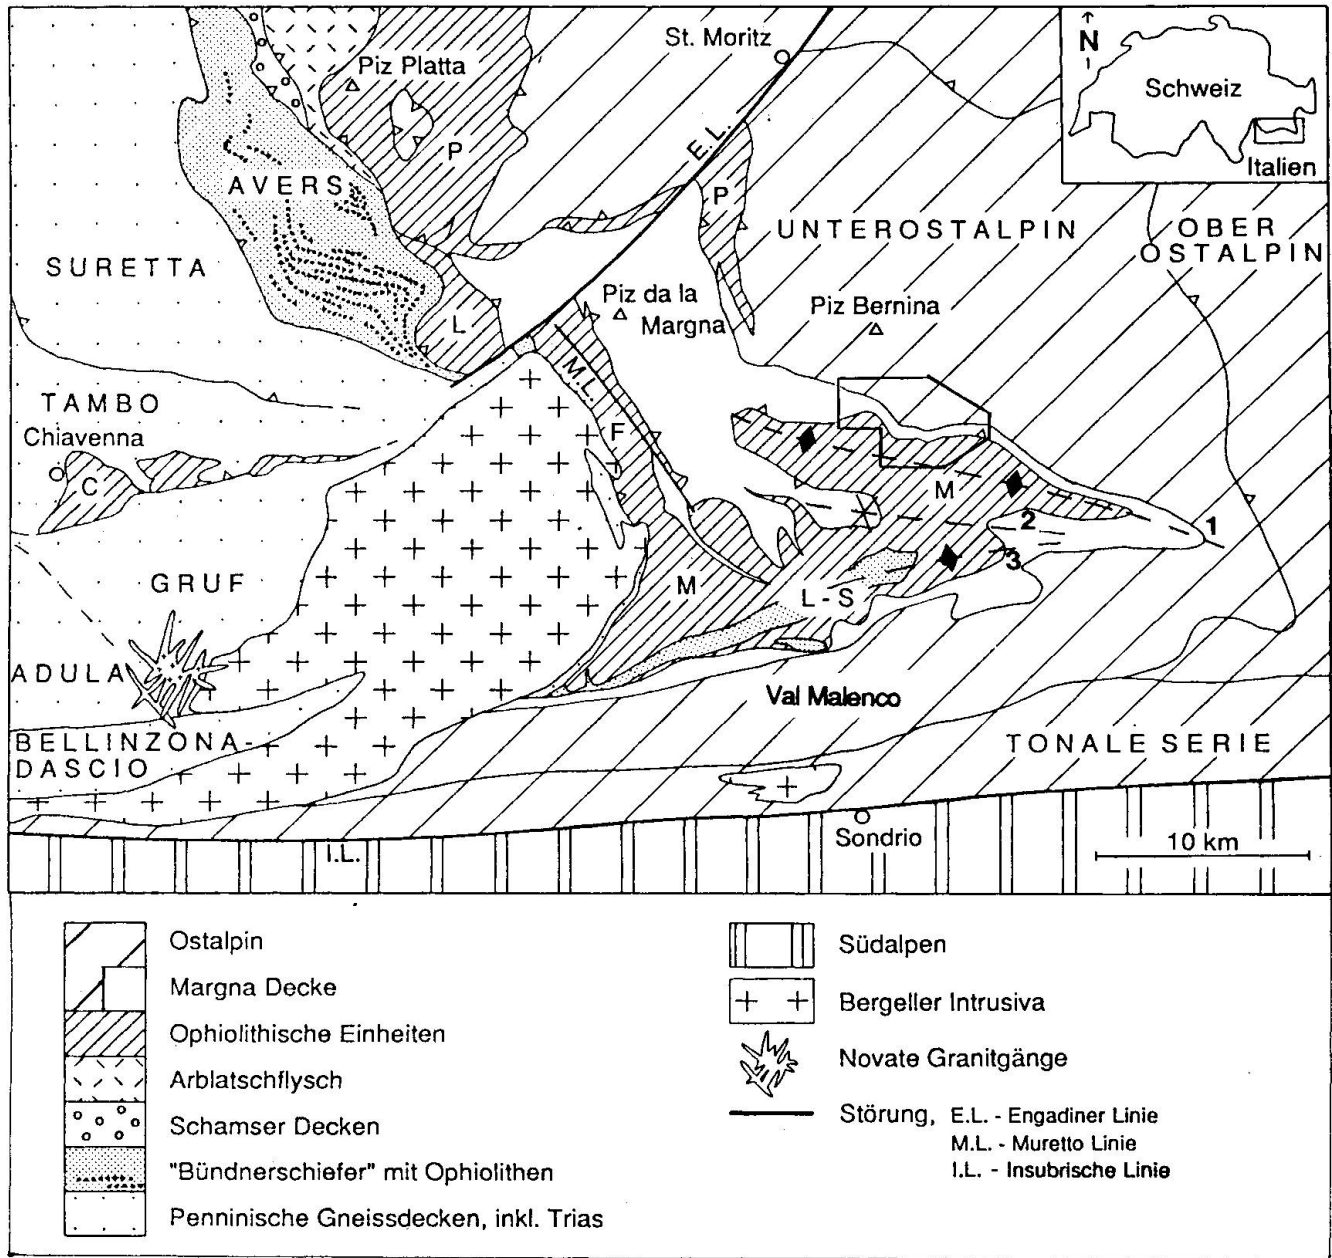 St. Moritz
N
Schweiz
Italien
Piz Platta
P
E.L.
AVERS
P
UNTEROSTALPIN
OBER
OSTALPIN
SURETTA
Piz da la
Margna
Piz Bernina
L
M.L.
TAMBO
Chiavenna
F
C
M
2
1
3
GRUF
M
L - S
ADULA
Val Malenco
BELLINZONA-
DASCIO
TONALE SERIE
Sondrio
10 km
I.L.
Ostalpin
Margna Decke
Ophiolithische Einheiten
Arblatschflysch
Schamser Decken
"Bündnerschiefer" mit Ophiolithen
Penninische Gneissdecken, inkl. Trias
Südalpen
Bergeller Intrusiva
Novate Granitgänge
Störung, E.L. - Engadiner Linie
M.L. - Muretto Linie
I.L. - Insubrische Linie